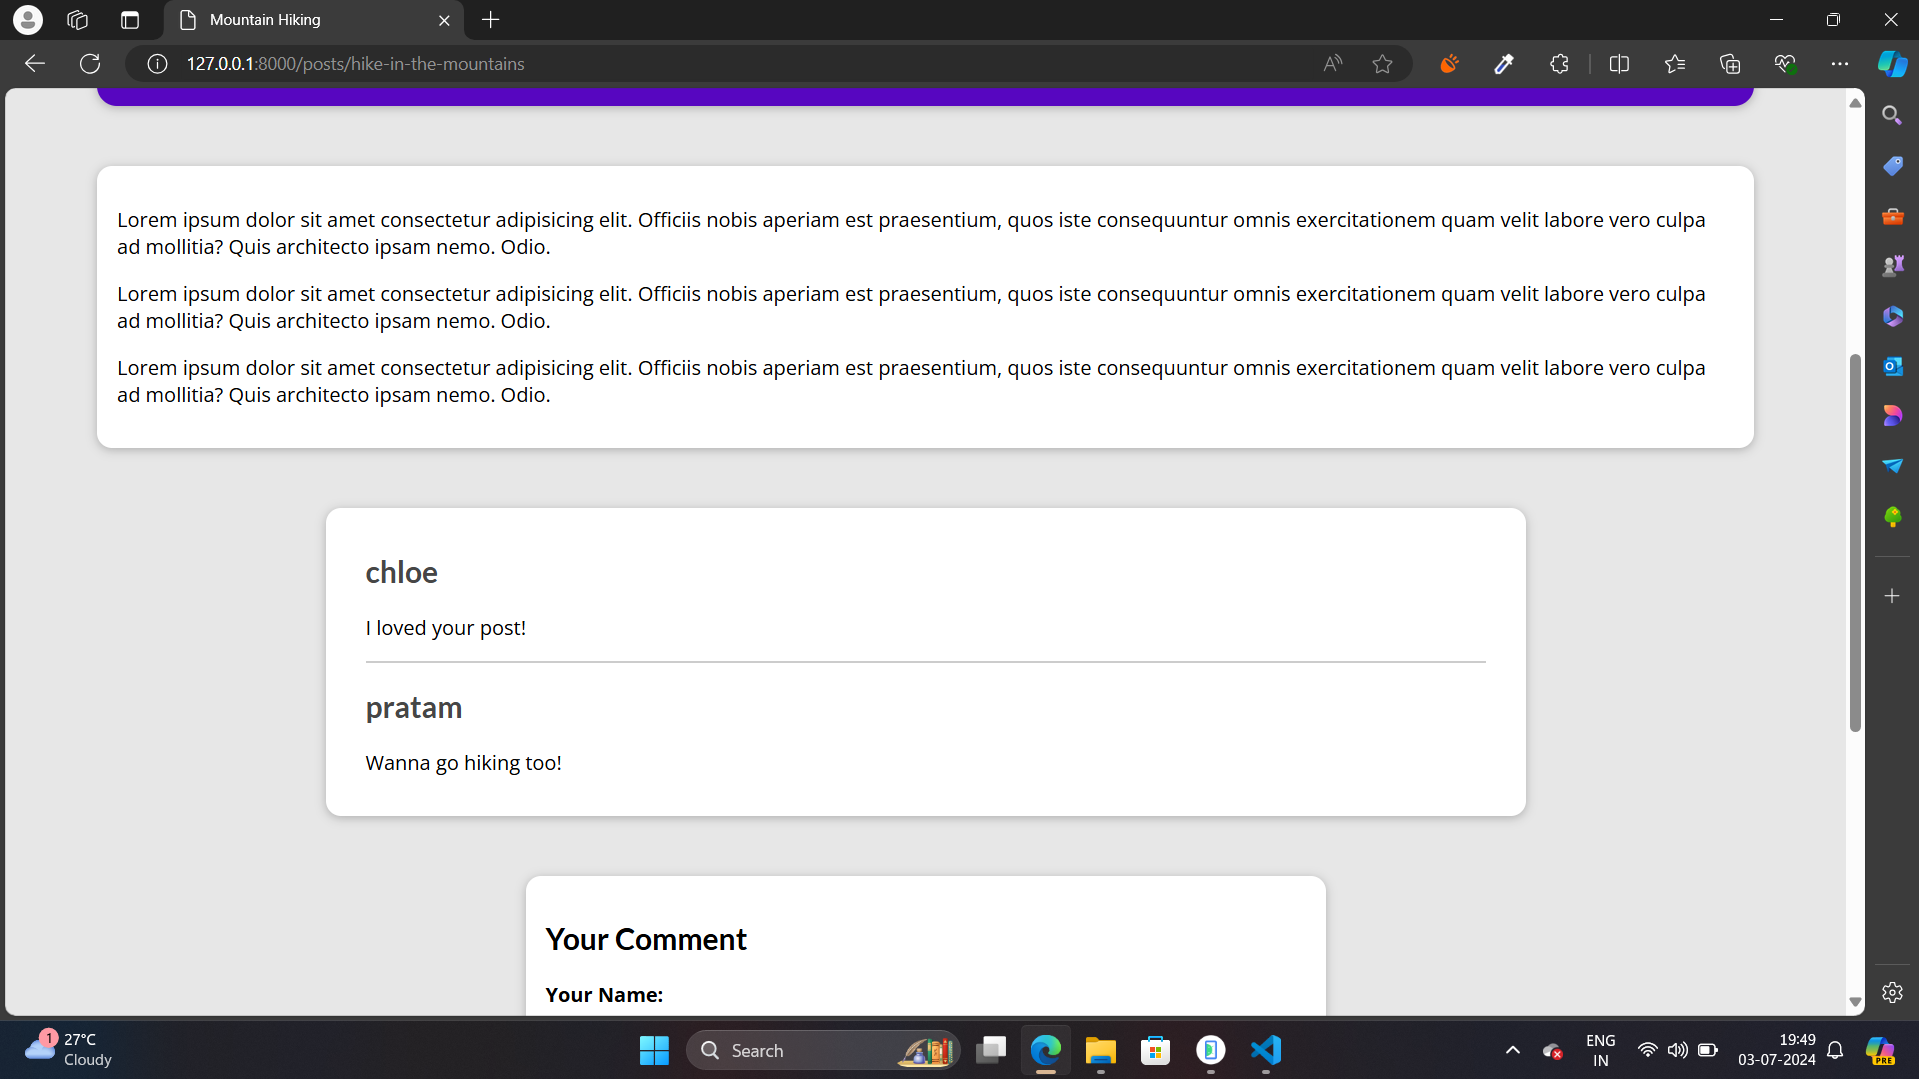 Mountain Hiking
127.0.0.1:8000/posts/hike-in-the-mountains
Lorem ipsum dolor sit amet consectetur adipisicing elit. Officiis nobis aperiam est praesentium, quos iste consequuntur omnis exercitationem quam velit labore vero culpa
ad mollitia? Quis architecto ipsam nemo. Odio.
Lorem ipsum dolor sit amet consectetur adipisicing elit. Officiis nobis aperiam est praesentium, quos iste consequuntur omnis exercitationem quam velit labore vero culpa
ad mollitia? Quis architecto ipsam nemo. Odio.
Lorem ipsum dolor sit amet consectetur adipisicing elit. Officiis nobis aperiam est praesentium, quos iste consequuntur omnis exercitationem quam velit labore vero culpa
ad mollitia? Quis architecto ipsam nemo. Odio.
chloe
I loved your post!
pratam
Wanna go hiking too!
Your Comment
Your Name:
1
27°C
Cloudy
Search
ENG
IN
19:49
03-07-2024
PRE